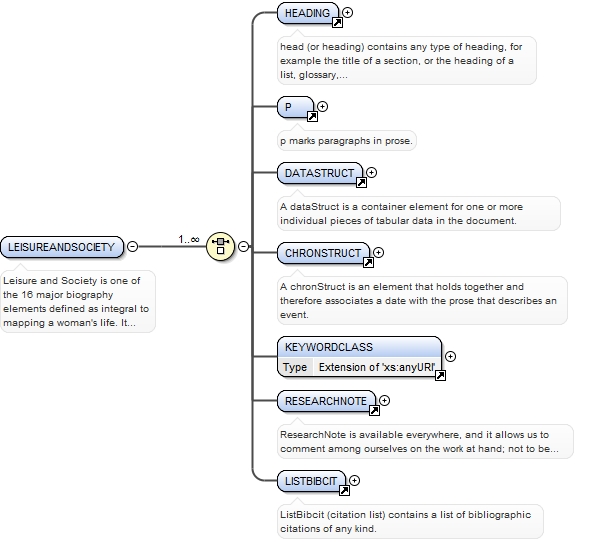 HEADING
head (or heading) contains any type of heading, for
example the title of a section, or the heading of a
list, glossary,...
P
p marks paragraphs in prose.
DATASTRUCT
A dataStruct is a container element for one or more
individual pieces of tabular data in the document.
LEISUREANDSOCIETY
1..∞
Leisure and Society is one of
the 16 major biography
elements defined as integral to
mapping a woman's life. It...
CHRONSTRUCT
A chronStruct is an element that holds together and
therefore associates a date with the prose that describes an
event.
KEYWORDCLASS
Type Extension of 'xs:anyURI'
RESEARCHNOTE
ResearchNote is available everywhere, and it allows us to
comment among ourselves on the work at hand; not to be...
LISTBIBCIT
ListBibcit (citation list) contains a list of bibliographic
citations of any kind.